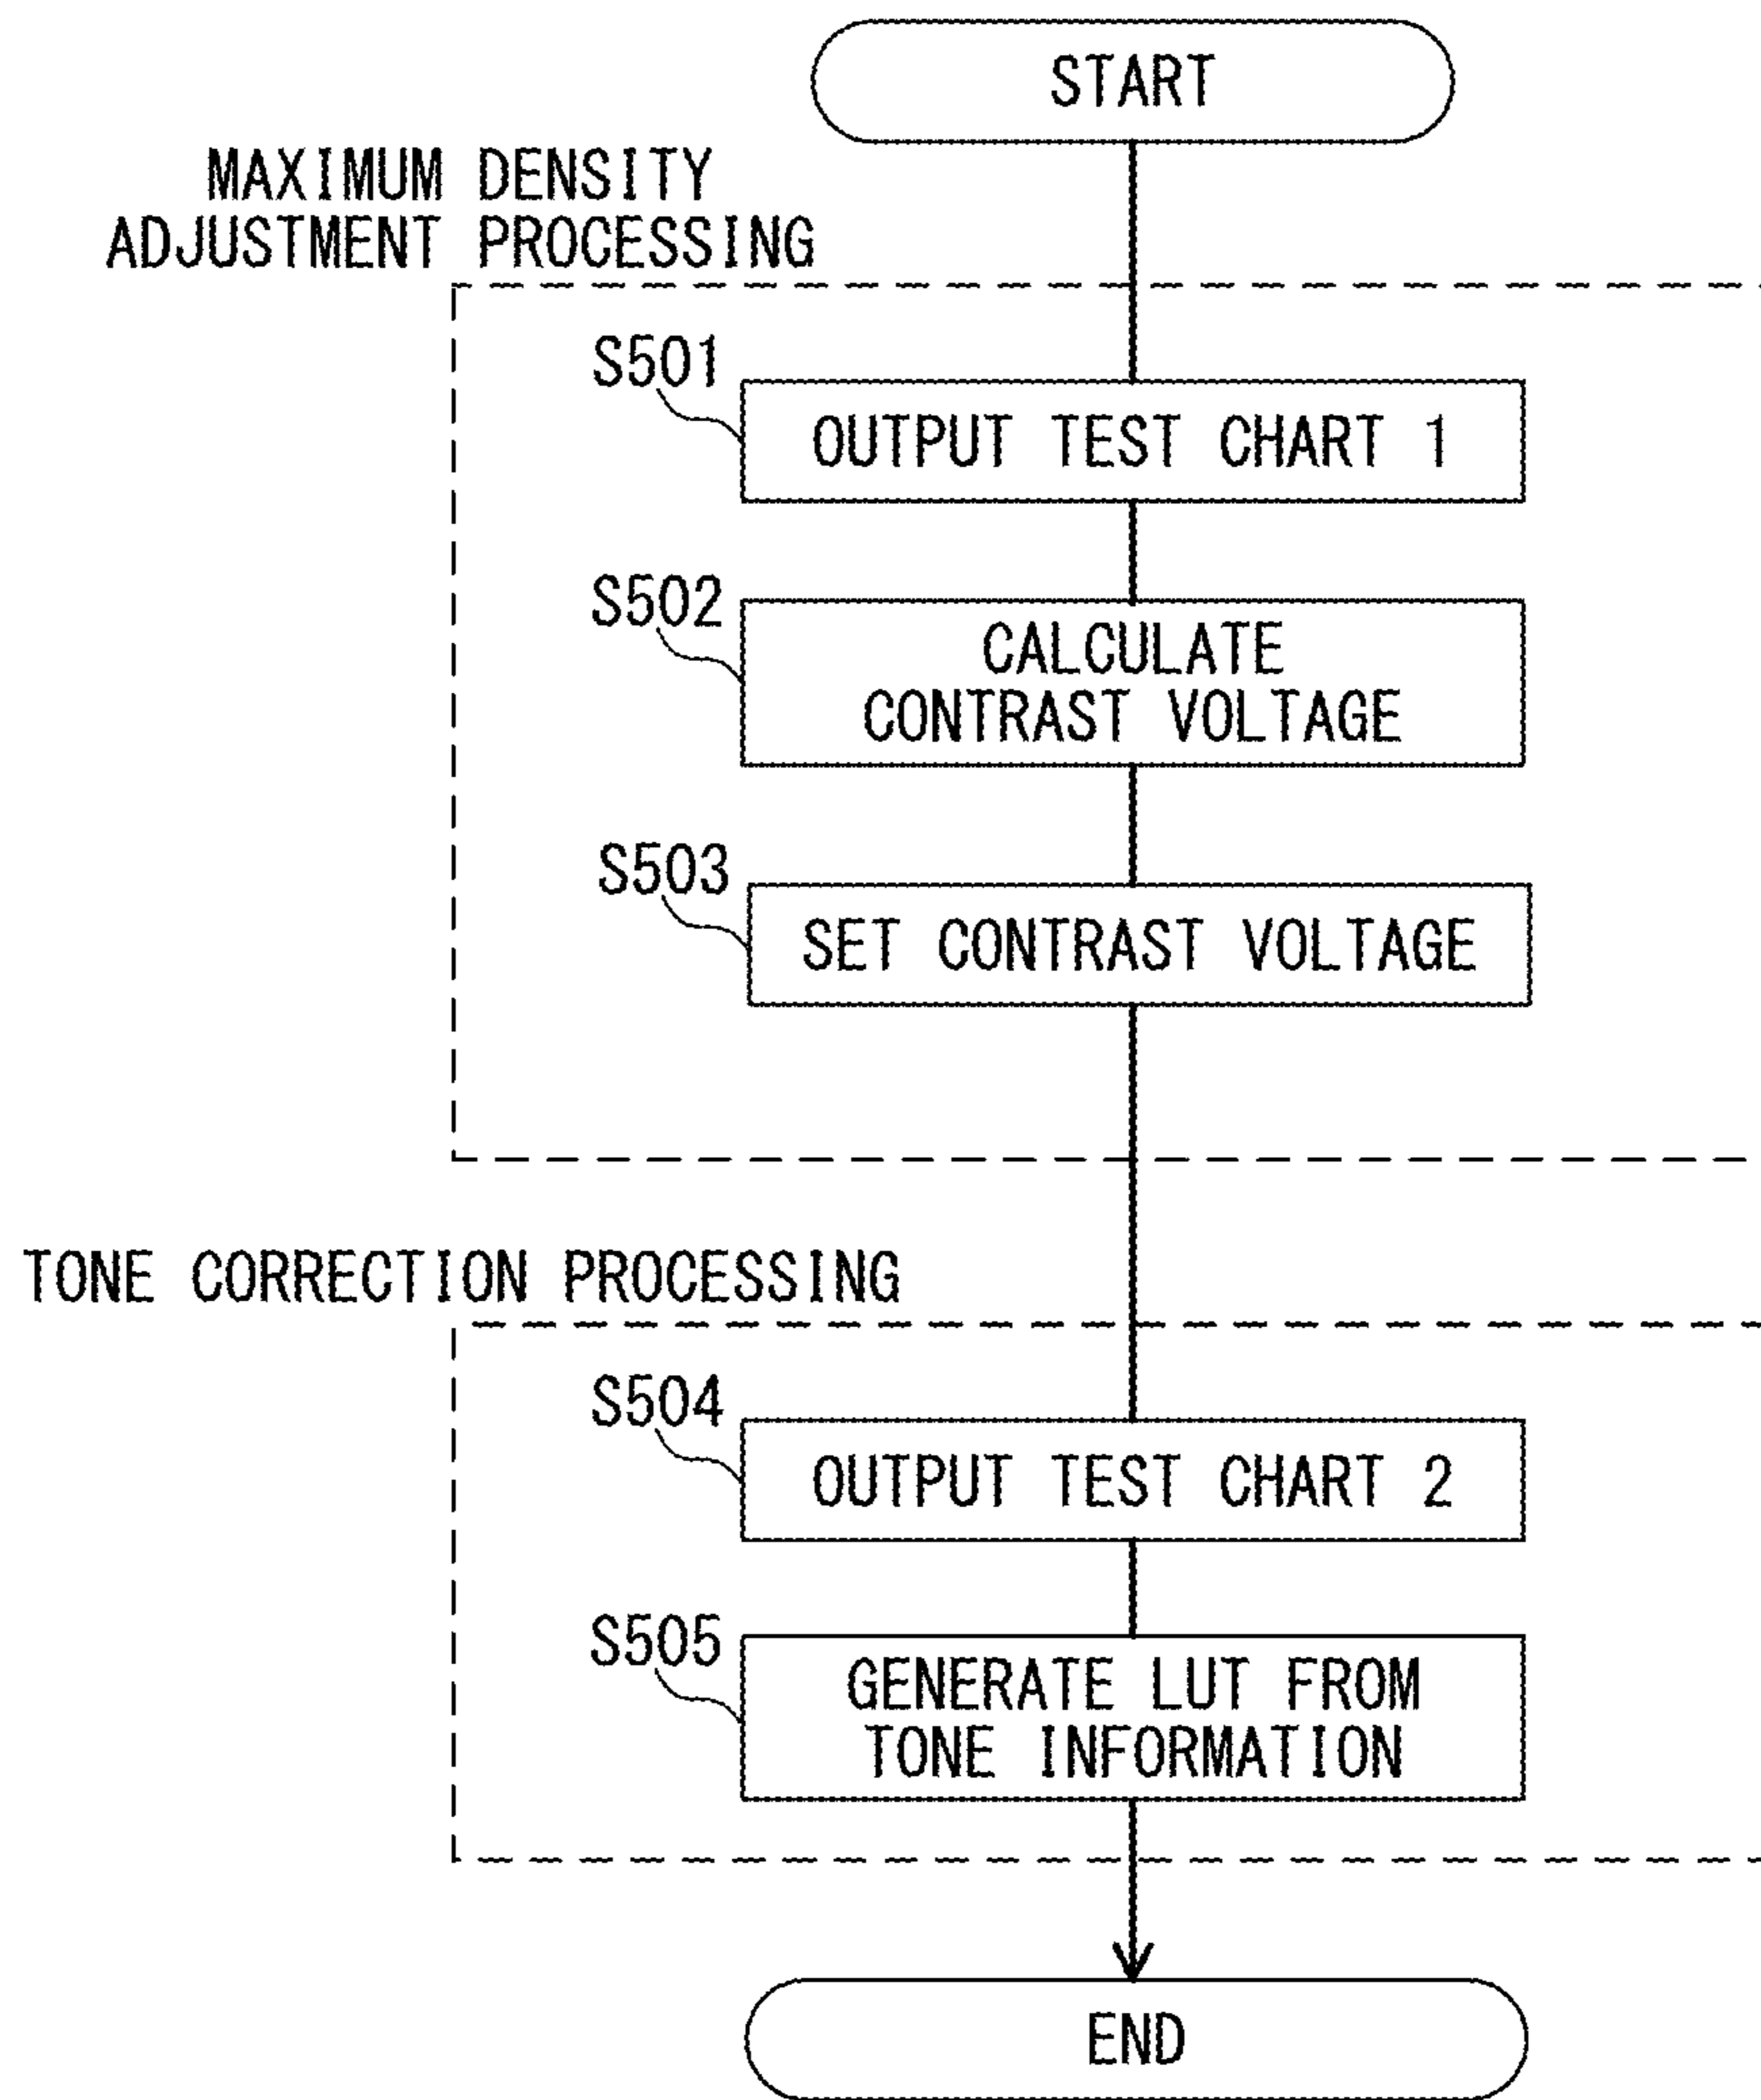 START
MAXIMUM DENSITY
ADJUSTMENT PROCESSING
S501
OUTPUT TEST CHART 1
S502
CALCULATE
CONTRAST VOLTAGE
S503
SET CONTRAST VOLTAGE
TONE CORRECTION PROCESSING
S504
OUTPUT TEST CHART 2
S505
GENERATE LUT FROM
TONE INFORMATION
END